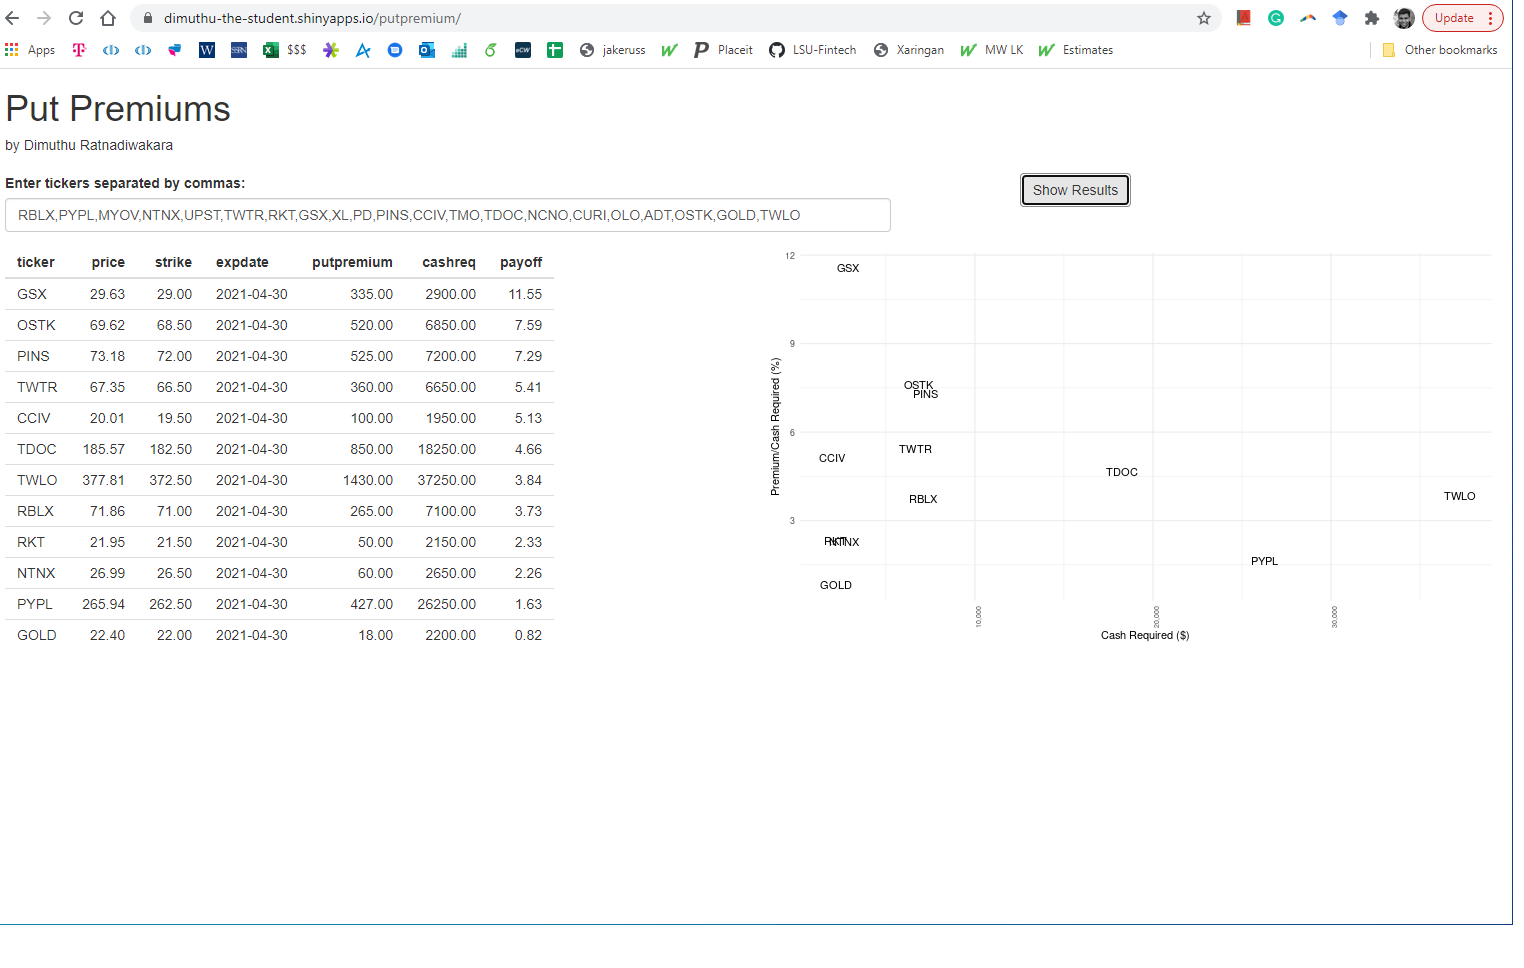 dimuthu-the-student.shinyapps.io/putpremium/
Update
Apps
W
SSRN
$$$
ECW
jakeruss
Placeit
LSU-Fintech
Xaringan
MW LK
Estimates
Other bookmarks
Put Premiums
by Dimuthu Ratnadiwakara
Enter tickers separated by commas:
Show Results
RBLX,PYPL,MYOV,NTNX,UPST,TWTR,RKT,GSX,XL,PD,PINS,CCIV,TMO,TDOC,NCNO,CURI,OLO,ADT,OSTK,GOLD,TWLO
ticker price strike expdate putpremium cashreq payoff
GSX 29.63 29.00 2021-04-30 335.00 2900.00 11.55
OSTK 69.62 68.50 2021-04-30 520.00 6850.00 7.59
PINS 73.18 72.00 2021-04-30 525.00 7200.00 7.29
TWTR 67.35 66.50 2021-04-30 360.00 6650.00 5.41
CCIV 20.01 19.50 2021-04-30 100.00 1950.00 5.13
TDOC 185.57 182.50 2021-04-30 850.00 18250.00 4.66
TWLO 377.81 372.50 2021-04-30 1430.00 37250.00 3.84
RBLX 71.86 71.00 2021-04-30 265.00 7100.00 3.73
RKT 21.95 21.50 2021-04-30 50.00 2150.00 2.33
NTNX 26.99 26.50 2021-04-30 60.00 2650.00 2.26
PYPL 265.94 262.50 2021-04-30 427.00 26250.00 1.63
GOLD 22.40 22.00 2021-04-30 18.00 2200.00 0.82
12
9
6
3
Premium/Cash Required (%)
GSX
OSTK
PINS
TWTR
CCIV
TDOC
TWLO
RBLX
RKT
NTNX
PYPL
GOLD
10,000
20,000
30,000
Cash Required ($)